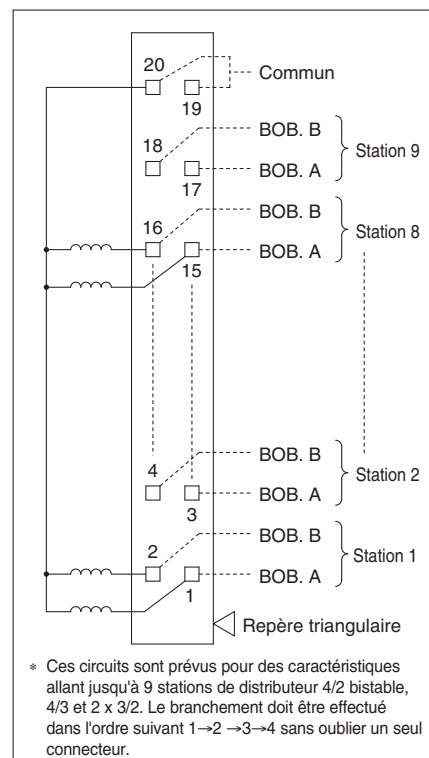 20
Commun
19
BOB. B
18
Station 9
BOB. A
17
BOB. B
16
Station 8
BOB. A
15
BOB. B
4
Station 2
BOB. A
3
BOB. B
2
Station 1
BOB. A
1
Repère triangulaire
* Ces circuits sont prévus pour des caractéristiques
allant jusqu'à 9 stations de distributeur 4/2 bistable,
4/3 et 2 x 3/2. Le branchement doit être effectué
dans l'ordre suivant 1→2 →3→4 sans oublier un seul
connecteur.